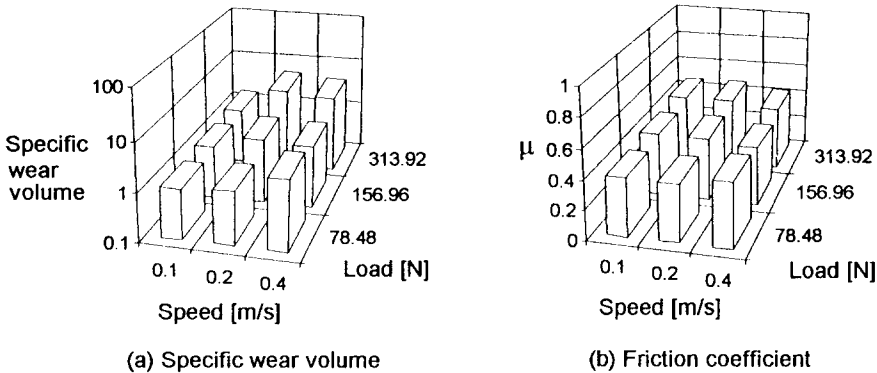 100
10
1
0.1
Specific
wear
volume
0.1
0.2
0.4
Speed [m/s]
78.48
156.96
313.92
Load [N]
(a) Specific wear volume
1
0.8
0.6
0.4
0.2
0
μ
0.1
0.2
0.4
Speed [m/s]
78.48
156.96
313.92
Load [N]
(b) Friction coefficient